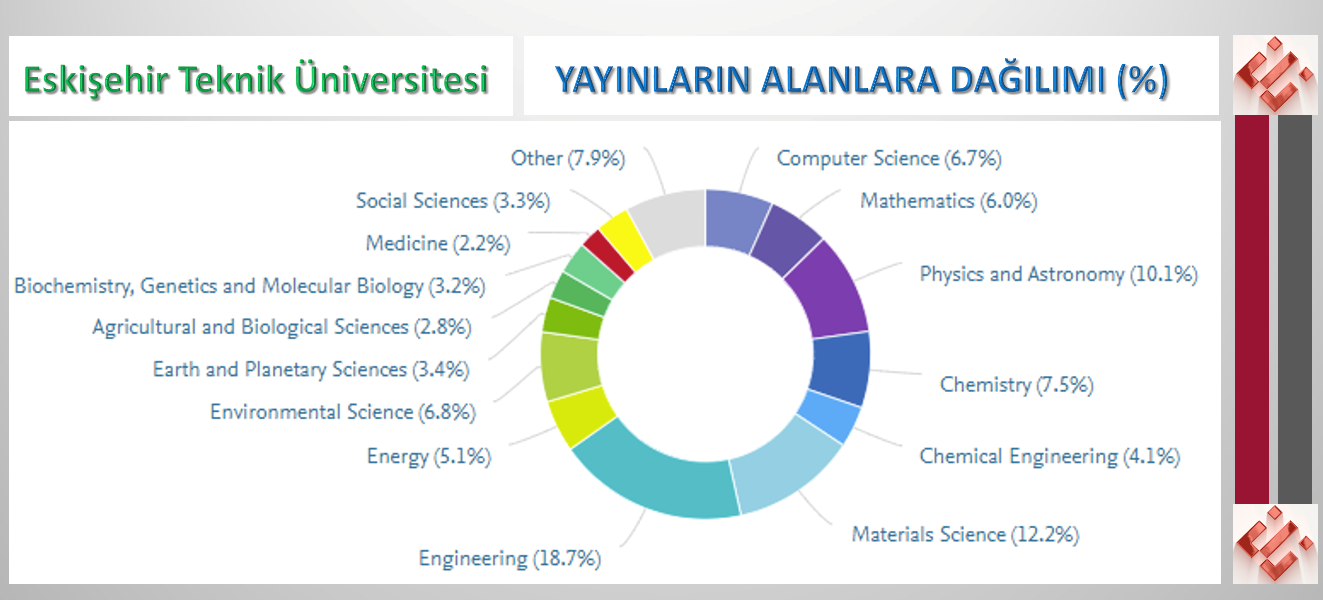 Eskişehir Teknik Üniversitesi
YAYINLARIN ALANLARA DAĞILIMI (%)
Other (7.9%)
Computer Science (6.7%)
Social Sciences (3.3%)
Mathematics (6.0%)
Medicine (2.2%)
Physics and Astronomy (10.1%)
Biochemistry, Genetics and Molecular Biology (3.2%)
Agricultural and Biological Sciences (2.8%)
Earth and Planetary Sciences (3.4%)
Chemistry (7.5%)
Environmental Science (6.8%)
Energy (5.1%)
Chemical Engineering (4.1%)
Materials Science (12.2%)
Engineering (18.7%)